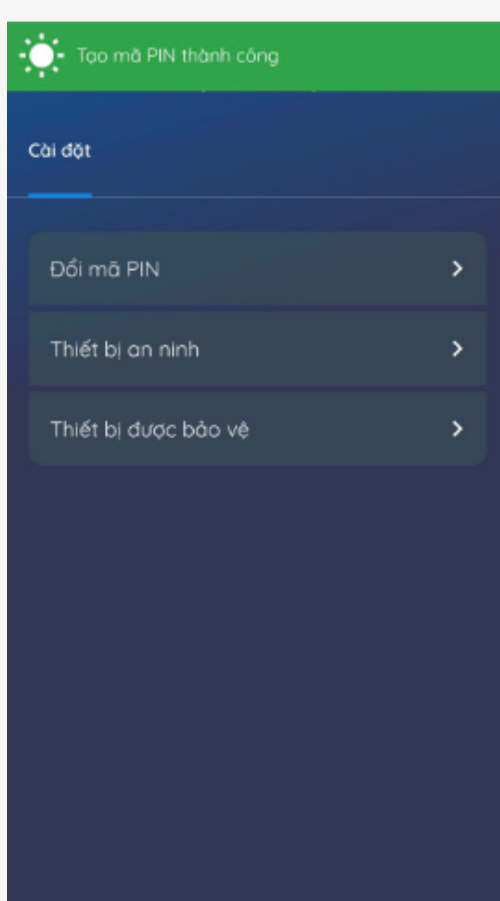 Tạo mã PIN thành công
Cài đặt
Đổi mã PIN
Thiết bị an ninh
Thiết bị được bảo vệ